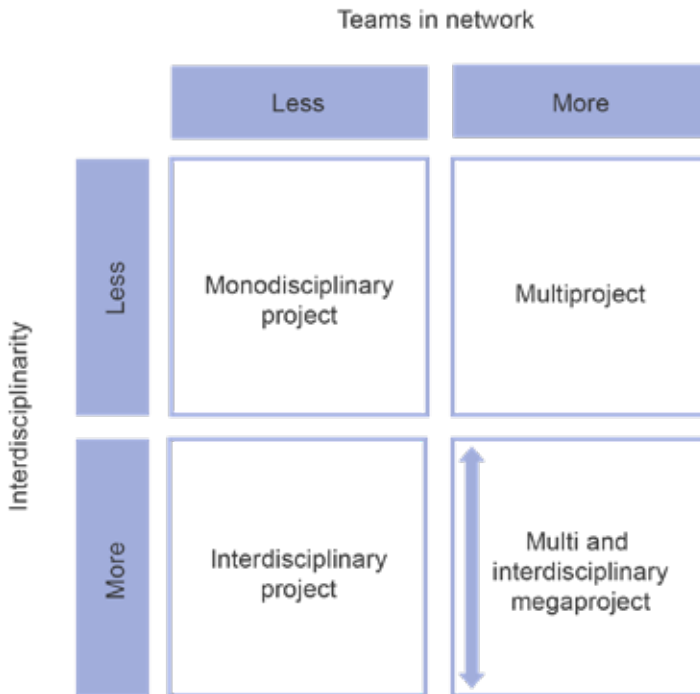 Teams in network
Less
More
Interdisciplinarity
Less
Monodisciplinary
project
Multiproject
More
Interdisciplinary
project
Multi and
interdisciplinary
megaproject